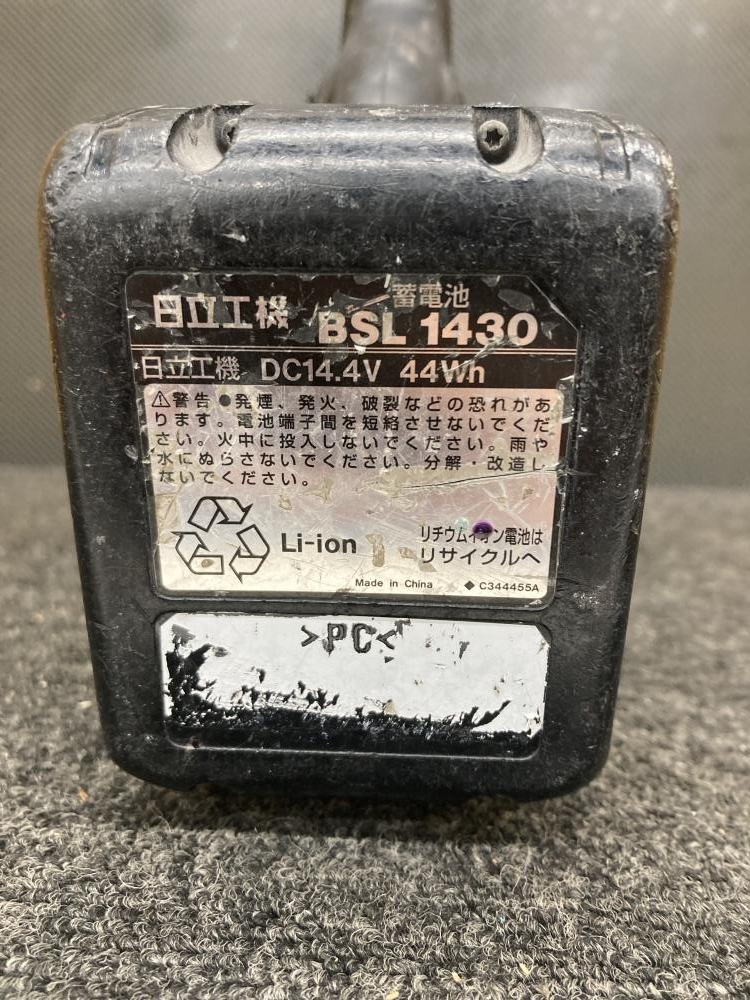 蓄電池
日立工機 BSL 1430
日立工機 DC14.4V 44Wh
⚠警告 ●発煙、発火、破裂などの恐れがあ
ります。電池端子間を短絡させないでくだ
さい。火中に投入しないでください。雨や
水にぬらさないでください。分解・改造し
ないでください。
Li-ion
リチウムイオン電池は
リサイクルへ
Made in China ◆ C344455A
>PC<